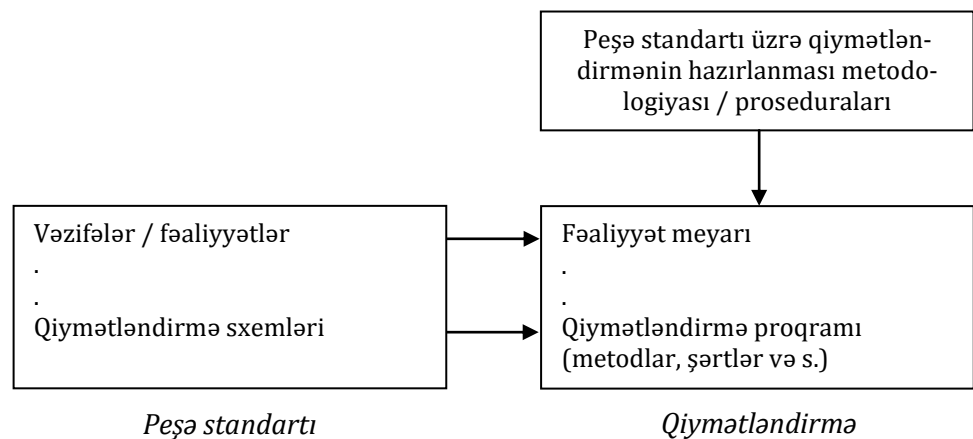 Peşə standartı üzrə qiymətlən-
dirmənin hazırlanması metodo-
logiyası / proseduraları
Vəzifələr / fəaliyyətlər
.
.
Qiymətləndirmə sxemləri
Fəaliyyət meyarı
.
.
Qiymətləndirmə proqramı
(metodlar, şərtlər və s.)
Peşə standartı
Qiymətləndirmə